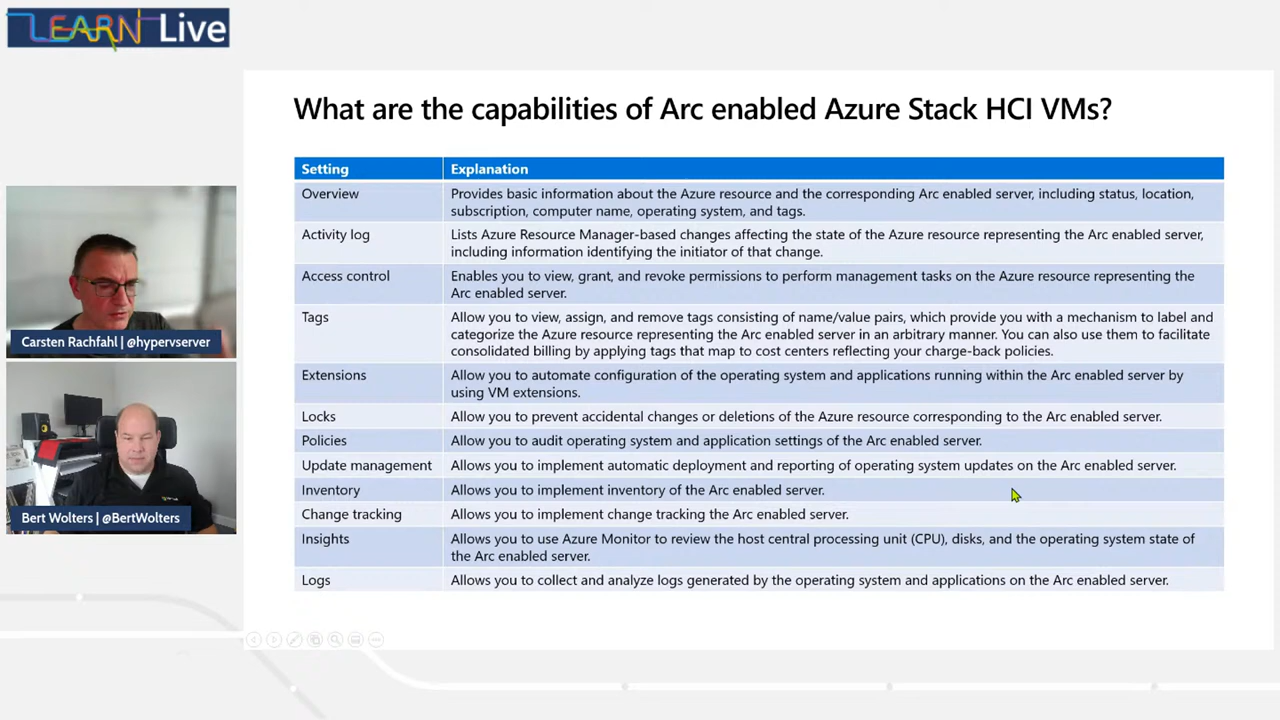 LEARN Live
What are the capabilities of Arc enabled Azure Stack HCI VMs?
Setting Explanation
Overview Provides basic information about the Azure resource and the corresponding Arc enabled server, including status, location,
subscription, computer name, operating system, and tags.
Activity log Lists Azure Resource Manager-based changes affecting the state of the Azure resource representing the Arc enabled server,
including information identifying the initiator of that change.
Access control Enables you to view, grant, and revoke permissions to perform management tasks on the Azure resource representing the
Arc enabled server.
Tags Allow you to view, assign, and remove tags consisting of name/value pairs, which provide you with a mechanism to label and
categorize the Azure resource representing the Arc enabled server in an arbitrary manner. You can also use them to facilitate
consolidated billing by applying tags that map to cost centers reflecting your charge-back policies.
Extensions Allow you to automate configuration of the operating system and applications running within the Arc enabled server by
using VM extensions.
Locks Allow you to prevent accidental changes or deletions of the Azure resource corresponding to the Arc enabled server.
Policies Allow you to audit operating system and application settings of the Arc enabled server.
Update management Allows you to implement automatic deployment and reporting of operating system updates on the Arc enabled server.
Inventory Allows you to implement inventory of the Arc enabled server.
Change tracking Allows you to implement change tracking the Arc enabled server.
Insights Allows you to use Azure Monitor to review the host central processing unit (CPU), disks, and the operating system state of
the Arc enabled server.
Logs Allows you to collect and analyze logs generated by the operating system and applications on the Arc enabled server.
Carsten Rachfahl | @hypervserver
Bert Wolters | @BertWolters